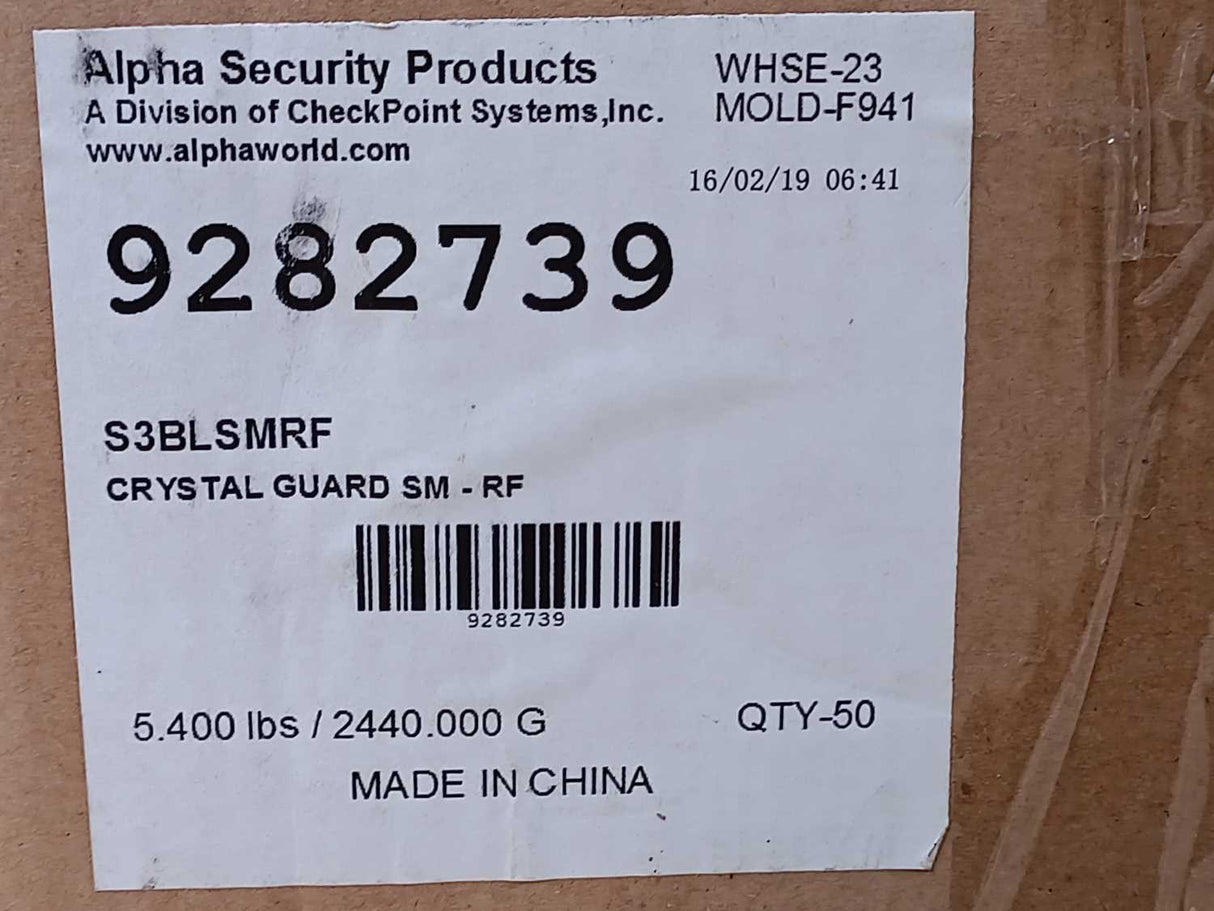 Alpha Security Products
A Division of CheckPoint Systems,Inc.
www.alphaworld.com
WHSE-23
MOLD-F941
16/02/19 06:41
9282739
S3BLSMRF
CRYSTAL GUARD SM - RF
9282739
5.400 lbs / 2440.000 G
QTY-50
MADE IN CHINA